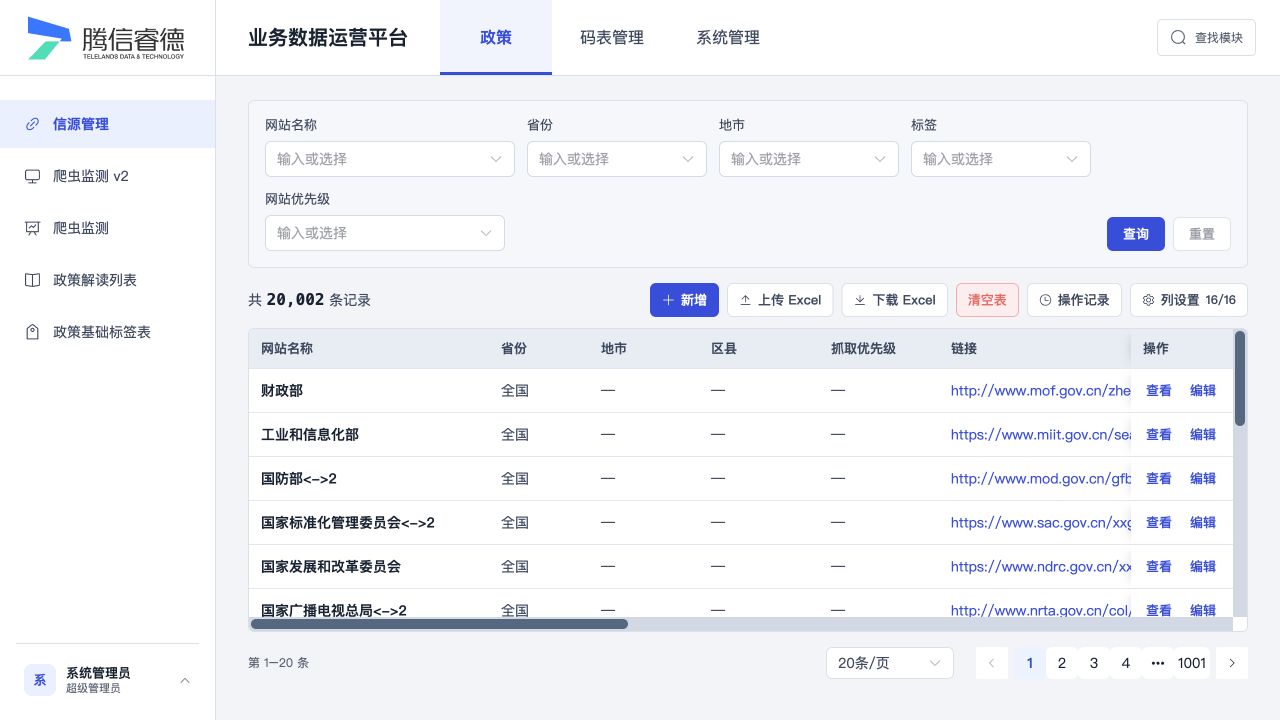 腾信睿德
TELELANDS DATA & TECHNOLOGY
业务数据运营平台
政策
码表管理
系统管理
查找模块
信源管理
爬虫监测 v2
爬虫监测
政策解读列表
政策基础标签表
系
系统管理员
超级管理员
网站名称
省份
地市
标签
输入或选择
输入或选择
输入或选择
输入或选择
网站优先级
输入或选择
查询
重置
共 20,002 条记录
新增
上传 Excel
下载 Excel
清空表
操作记录
列设置 16/16
网站名称 省份 地市 区县 抓取优先级 链接 操作
财政部 全国 — — — http://www.mof.gov.cn/zhe 查看 编辑
工业和信息化部 全国 — — — https://www.miit.gov.cn/sea 查看 编辑
国防部<->2 全国 — — — http://www.mod.gov.cn/gfb 查看 编辑
国家标准化管理委员会<->2 全国 — — — https://www.sac.gov.cn/xxg 查看 编辑
国家发展和改革委员会 全国 — — — https://www.ndrc.gov.cn/xx 查看 编辑
国家广播电视总局<->2 全国 — — — http://www.nrta.gov.cn/col/ 查看 编辑
第 1–20 条
20条/页
1 2 3 4 ••• 1001